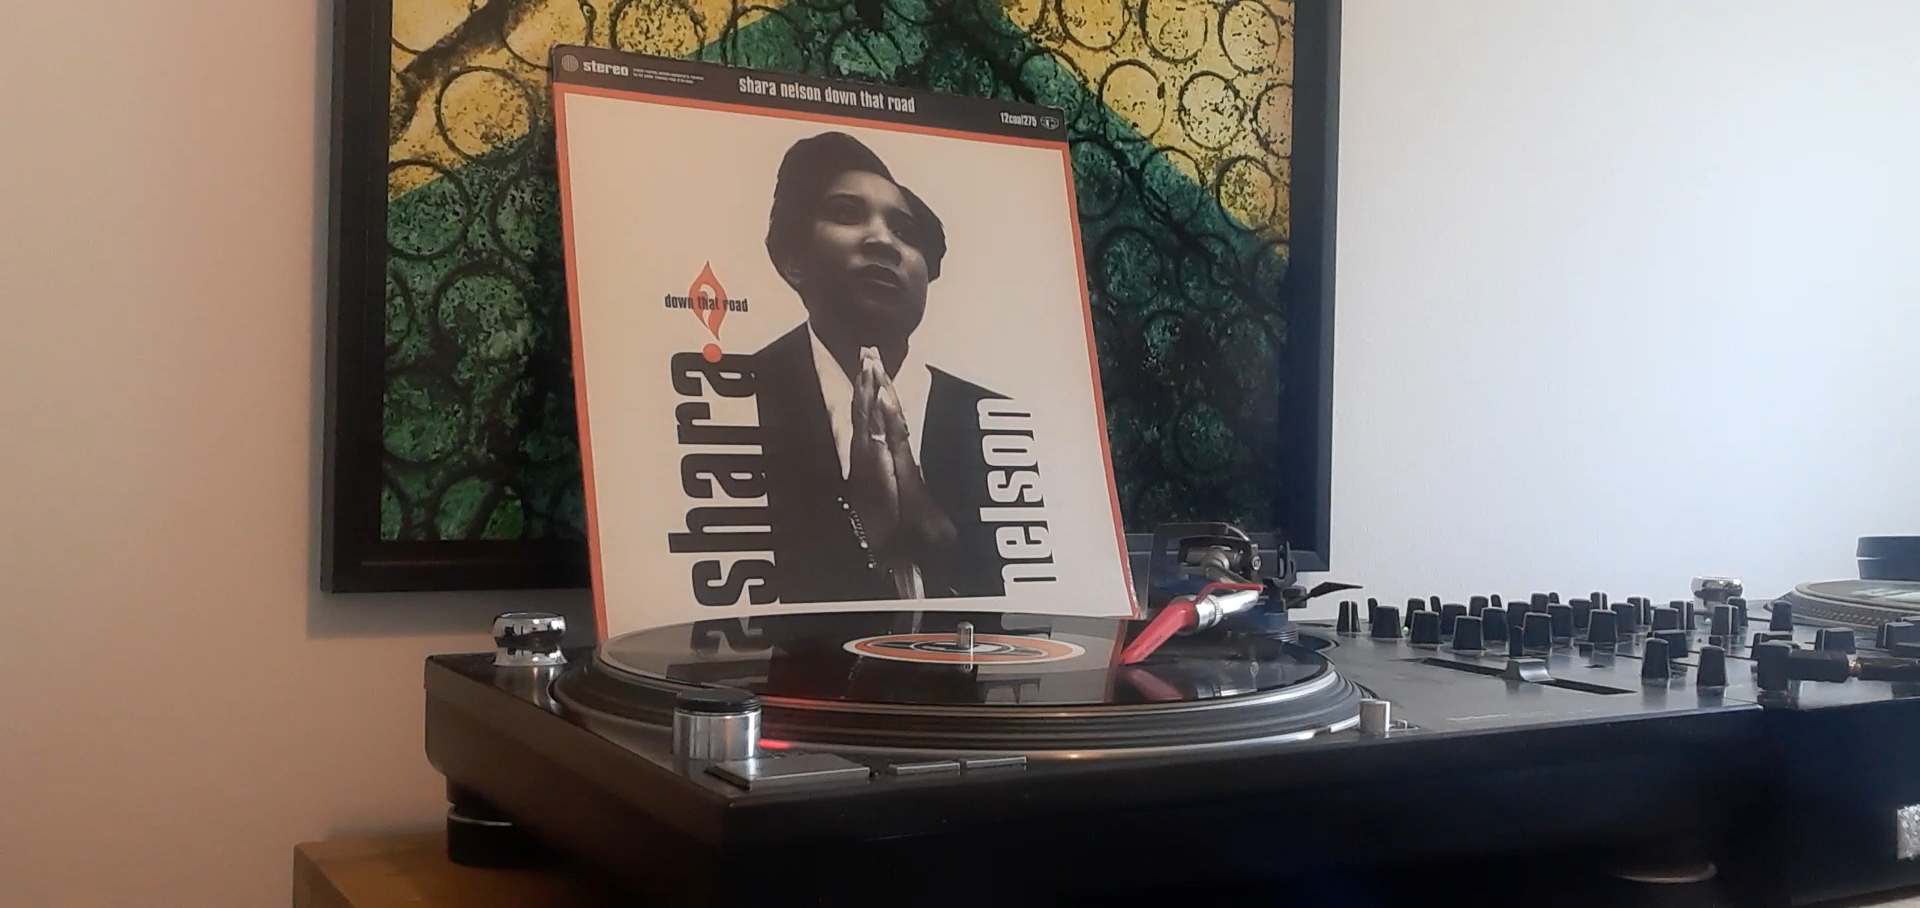 stereo
shara nelson down that road
12cool275
down that road
shara
nelson